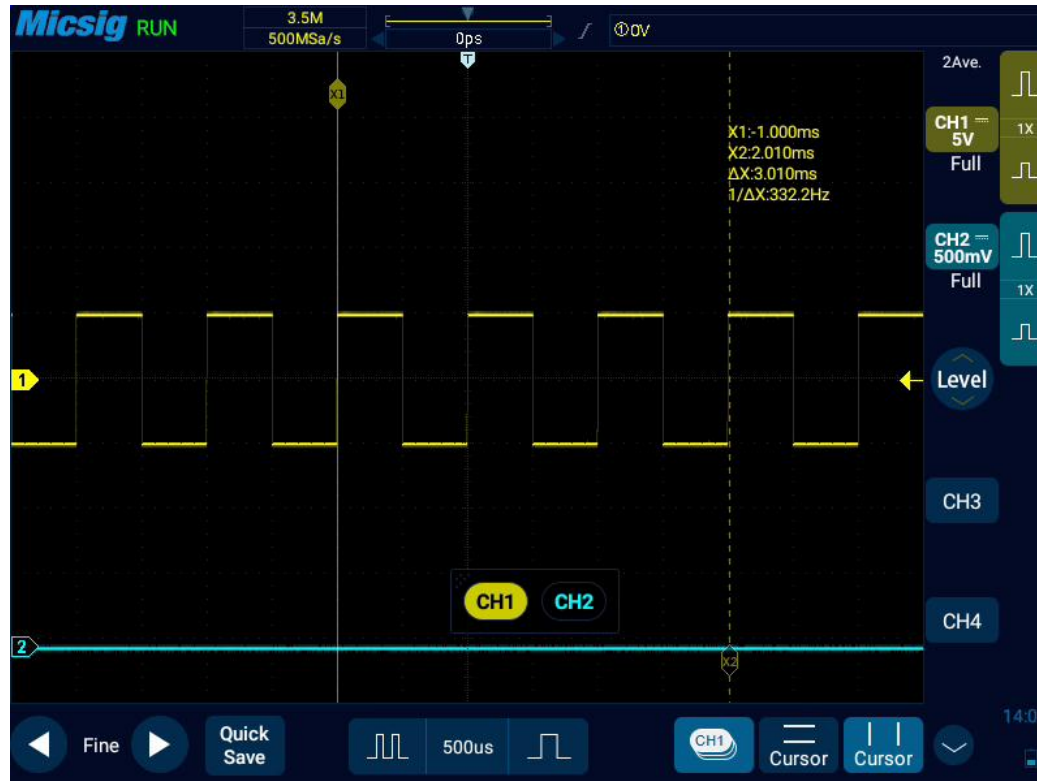 Micsig RUN
3.5M
500MSa/s
0ps
①0V
T
2Ave.
X1
X1:-1.000ms
X2:2.010ms
ΔX:3.010ms
1/ΔX:332.2Hz
CH1
5V
Full
1X
CH2
500mV
Full
1X
1
Level
CH3
CH1
CH2
CH4
2
X2
Fine
Quick
Save
500us
CH1
Cursor
Cursor